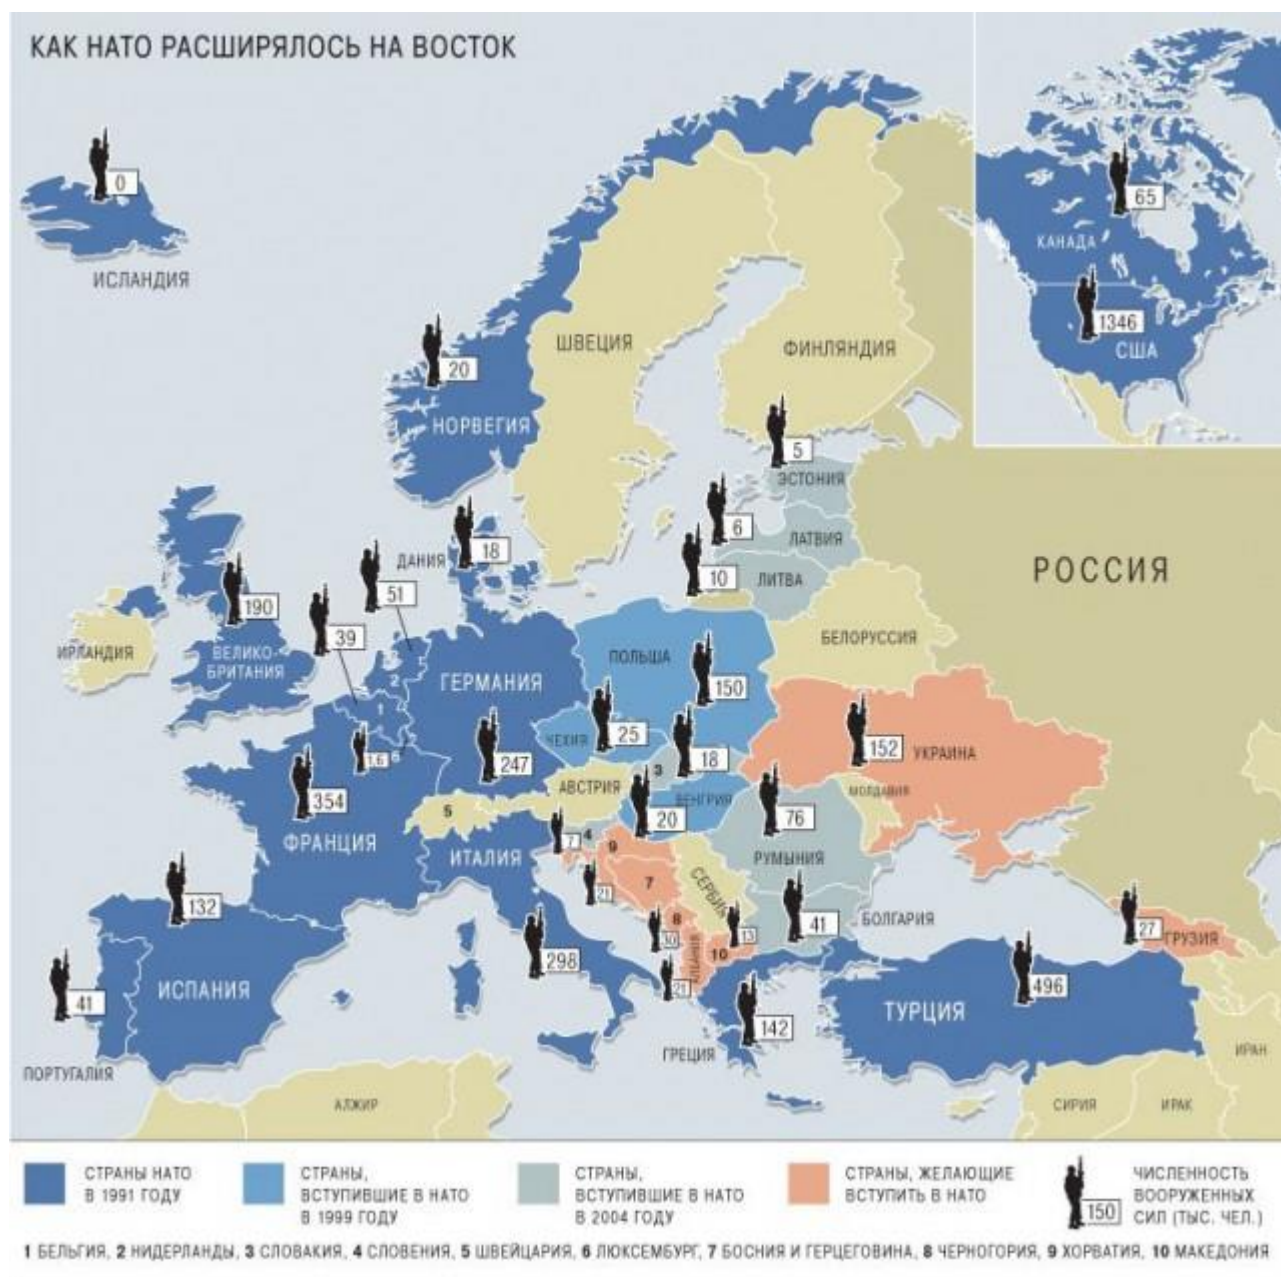 КАК НАТО РАСШИРЯЛОСЬ НА ВОСТОК
0
ИСЛАНДИЯ
65
КАНАДА
1346
США
20
НОРВЕГИЯ
ШВЕЦИЯ
ФИНЛЯНДИЯ
5
ЭСТОНИЯ
6
ЛАТВИЯ
10
ЛИТВА
РОССИЯ
ДАНИЯ
18
51
190
39
ИРЛАНДИЯ
ВЕЛИКО-
БРИТАНИЯ
2
ГЕРМАНИЯ
ПОЛЬША
150
БЕЛОРУССИЯ
1
1,6
6
247
ЧЕХИЯ
25
3
18
152
УКРАИНА
354
ФРАНЦИЯ
5
АВСТРИЯ
ВЕНГРИЯ
20
76
МОЛДАВИЯ
РУМЫНИЯ
ИТАЛИЯ
7
4
9
21
7
СЕРБИЯ
132
8
30
13
41
БОЛГАРИЯ
27
ГРУЗИЯ
41
ИСПАНИЯ
298
21
АЛБАНИЯ
10
496
ТУРЦИЯ
142
ГРЕЦИЯ
ПОРТУГАЛИЯ
АЛЖИР
ИРАН
СИРИЯ
ИРАК
СТРАНЫ НАТО
В 1991 ГОДУ
СТРАНЫ,
ВСТУПИВШИЕ В НАТО
В 1999 ГОДУ
СТРАНЫ,
ВСТУПИВШИЕ В НАТО
В 2004 ГОДУ
СТРАНЫ, ЖЕЛАЮЩИЕ
ВСТУПИТЬ В НАТО
150
ЧИСЛЕННОСТЬ
ВООРУЖЕННЫХ
СИЛ (ТЫС. ЧЕЛ.)
1 БЕЛЬГИЯ, 2 НИДЕРЛАНДЫ, 3 СЛОВАКИЯ, 4 СЛОВЕНИЯ, 5 ШВЕЙЦАРИЯ, 6 ЛЮКСЕМБУРГ, 7 БОСНИЯ И ГЕРЦЕГОВИНА, 8 ЧЕРНОГОРИЯ, 9 ХОРВАТИЯ, 10 МАКЕДОНИЯ